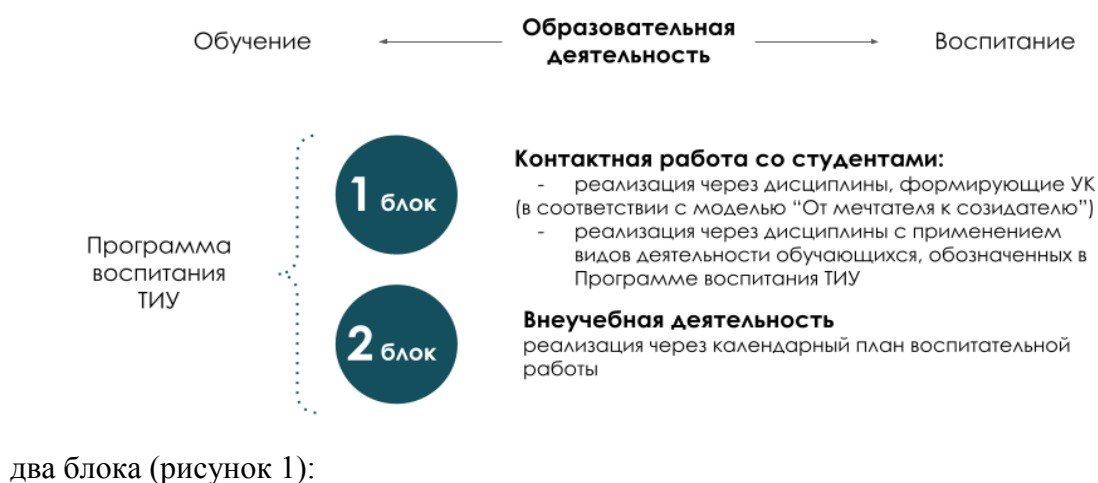 Обучение
Образовательная
деятельность
Воспитание
Программа
воспитания
ТИУ
1 блок
Контактная работа со студентами:
- реализация через дисциплины, формирующие УК
(в соответствии с моделью “От мечтателя к созидателю”)
- реализация через дисциплины с применением
видов деятельности обучающихся, обозначенных в
Программе воспитания ТИУ
2 блок
Внеучебная деятельность
реализация через календарный план воспитательной
работы
два блока (рисунок 1):